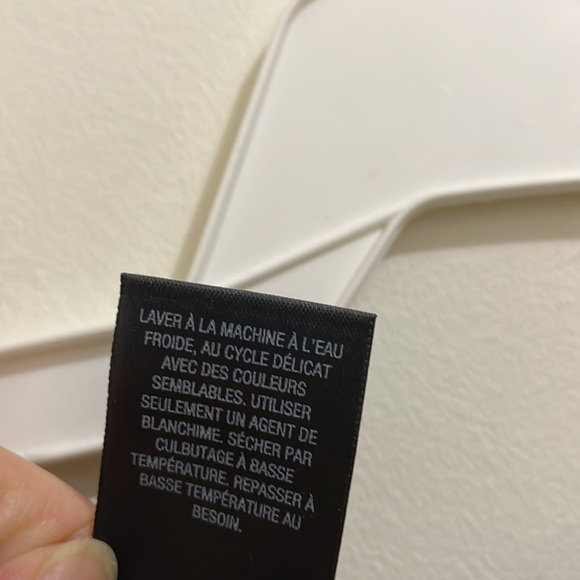 LAVER À LA MACHINE À L'EAU
FROIDE, AU CYCLE DÉLICAT
AVEC DES COULEURS
SEMBLABLES. UTILISER
SEULEMENT UN AGENT DE
BLANCHIME. SÉCHER PAR
CULBUTAGE À BASSE
TEMPÉRATURE. REPASSER À
BASSE TEMPÉRATURE AU
BESOIN.